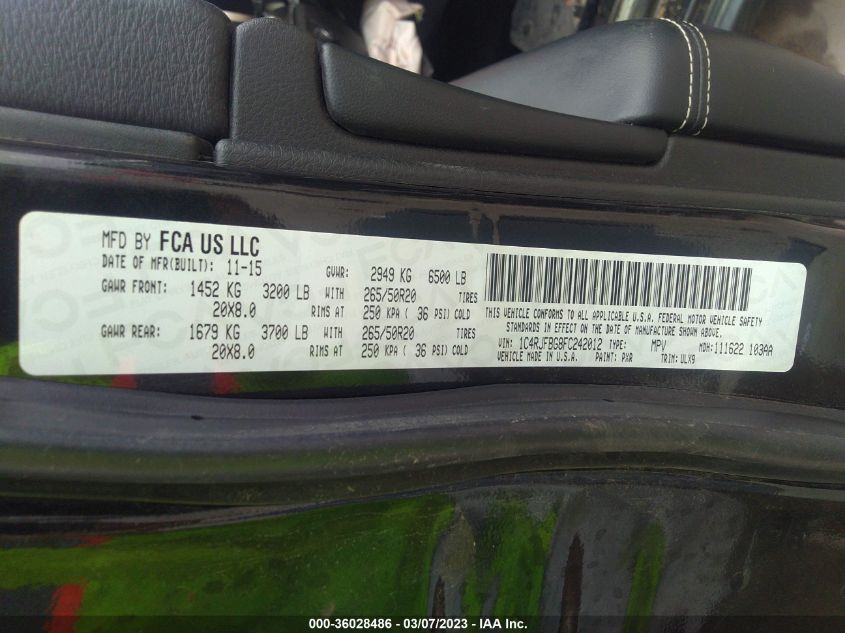 MFD BY FCA US LLC
DATE OF MFR(BUILT): 11-15 GVWR: 2949 KG 6500 LB
GAWR FRONT: 1452 KG 3200 LB WITH 265/50R20 TIRES
20X8.0 RIMS AT 250 KPA ( 36 PSI) COLD
GAWR REAR: 1679 KG 3700 LB WITH 265/50R20 TIRES
20X8.0 RIMS AT 250 KPA ( 36 PSI) COLD
THIS VEHICLE CONFORMS TO ALL APPLICABLE U.S.A. FEDERAL MOTOR VEHICLE SAFETY
STANDARDS IN EFFECT ON THE DATE OF MANUFACTURE SHOWN ABOVE.
VIN: 1C4RJFBG8FC242012 TYPE: MPV MDH: 111622 103AA
VEHICLE MADE IN U.S.A. PAINT: PXR TRIM: ULX9
000-36028486 - 03/07/2023 - IAA Inc.